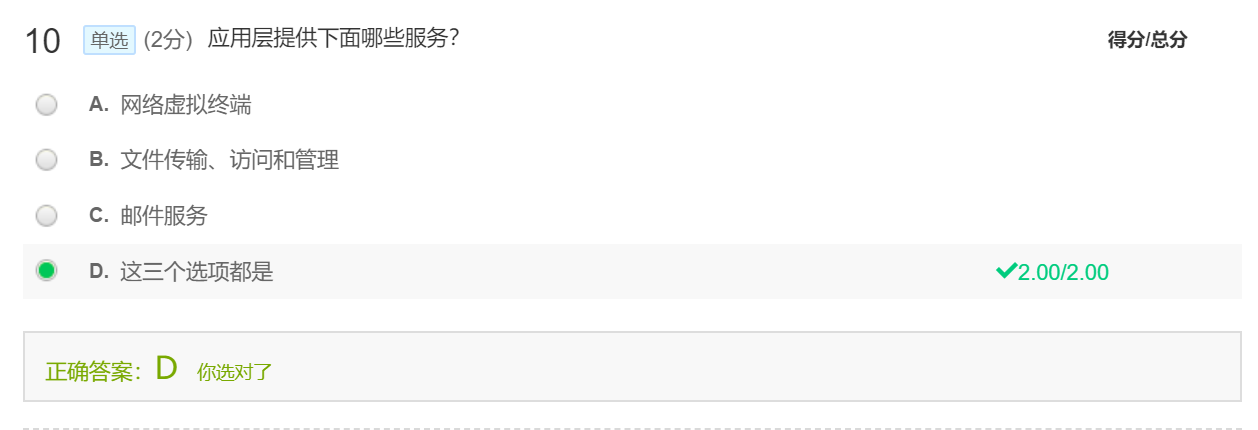 10 单选 (2分) 应用层提供下面哪些服务？ 得分/总分
A. 网络虚拟终端
B. 文件传输、访问和管理
C. 邮件服务
D. 这三个选项都是 2.00/2.00
正确答案：D 你选对了